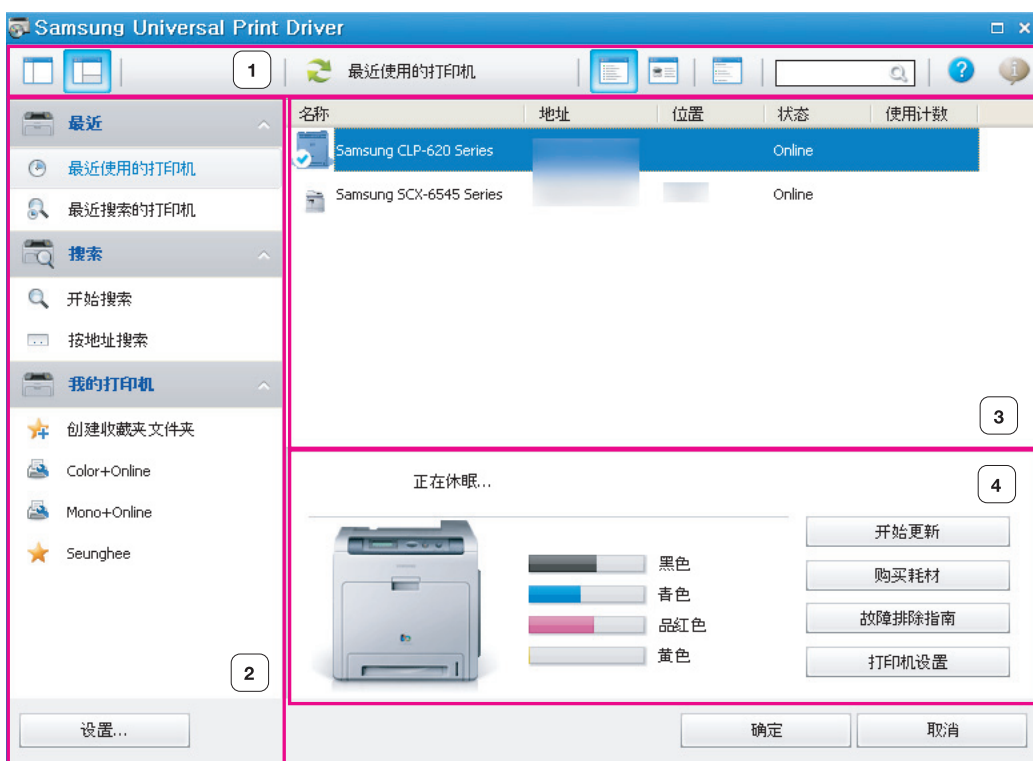 Samsung Universal Print Driver
1
最近使用的打印机
?
最近
最近使用的打印机
最近搜索的打印机
搜索
开始搜索
按地址搜索
我的打印机
创建收藏夹文件夹
Color+Online
Mono+Online
Seunghee
2
设置...
名称 地址 位置 状态 使用计数
Samsung CLP-620 Series Online
Samsung SCX-6545 Series Online
3
正在休眠...
4
黑色
青色
品红色
黄色
开始更新
购买耗材
故障排除指南
打印机设置
确定 取消